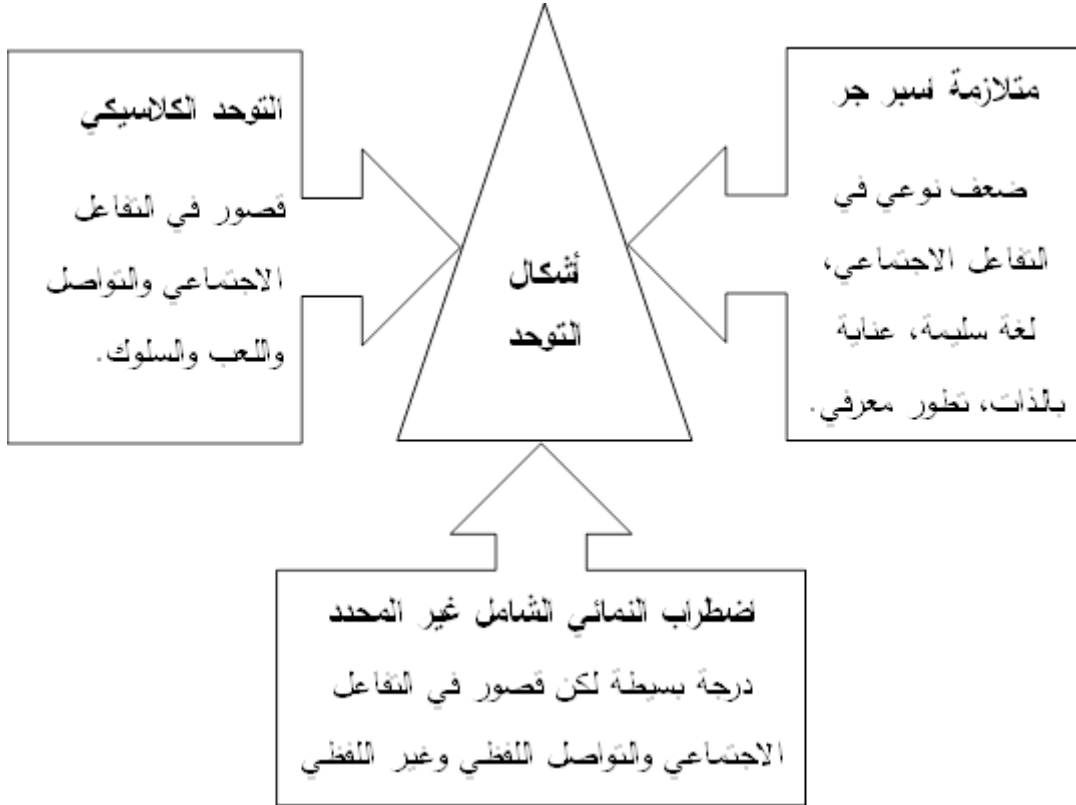 متلازمة اسبر جر
ضعف نوعي في
التفاعل الاجتماعي،
لغة سليمة، عناية
بالذات، تطور معرفي.
أشكال
التوحد
التوحد الكلاسيكي
قصور في التفاعل
الاجتماعي والتواصل
واللعب والسلوك.
اضطراب النمائي الشامل غير المحدد
درجة بسيطة لكن قصور في التفاعل
الاجتماعي والتواصل اللفظي وغير اللفظي